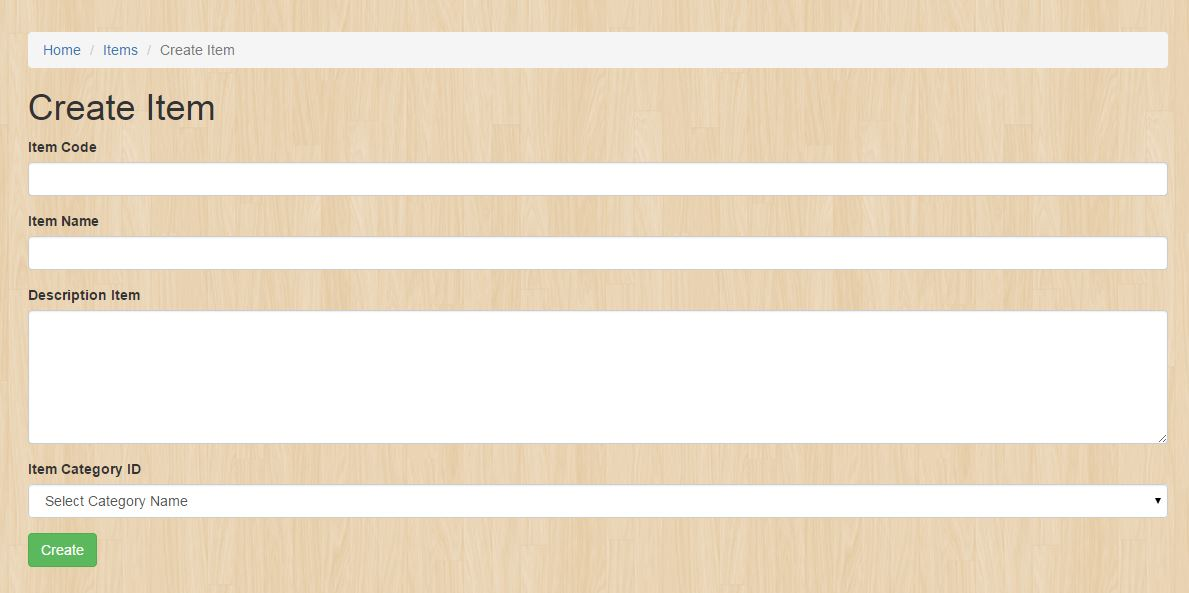 Home / Items / Create Item
Create Item
Item Code
Item Name
Description Item
Item Category ID
Select Category Name
Create